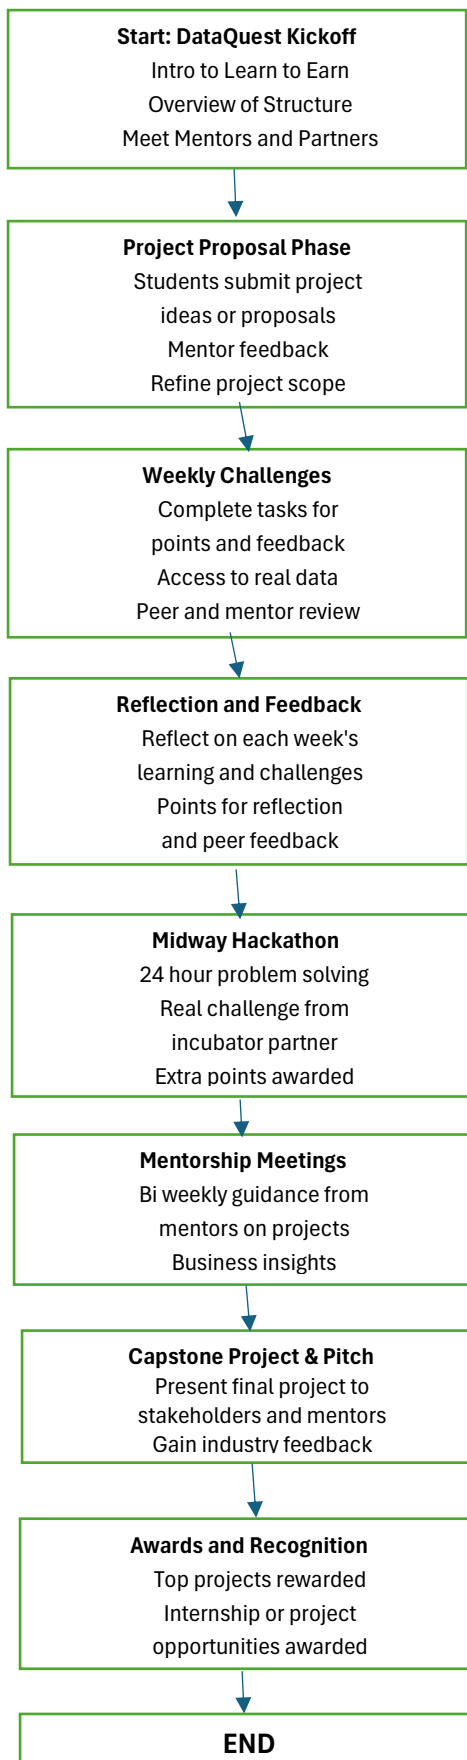 Start: DataQuest Kickoff
Intro to Learn to Earn
Overview of Structure
Meet Mentors and Partners
Project Proposal Phase
Students submit project
ideas or proposals
Mentor feedback
Refine project scope
Weekly Challenges
Complete tasks for
points and feedback
Access to real data
Peer and mentor review
Reflection and Feedback
Reflect on each week's
learning and challenges
Points for reflection
and peer feedback
Midway Hackathon
24 hour problem solving
Real challenge from
incubator partner
Extra points awarded
Mentorship Meetings
Bi weekly guidance from
mentors on projects
Business insights
Capstone Project & Pitch
Present final project to
stakeholders and mentors
Gain industry feedback
Awards and Recognition
Top projects rewarded
Internship or project
opportunities awarded
END